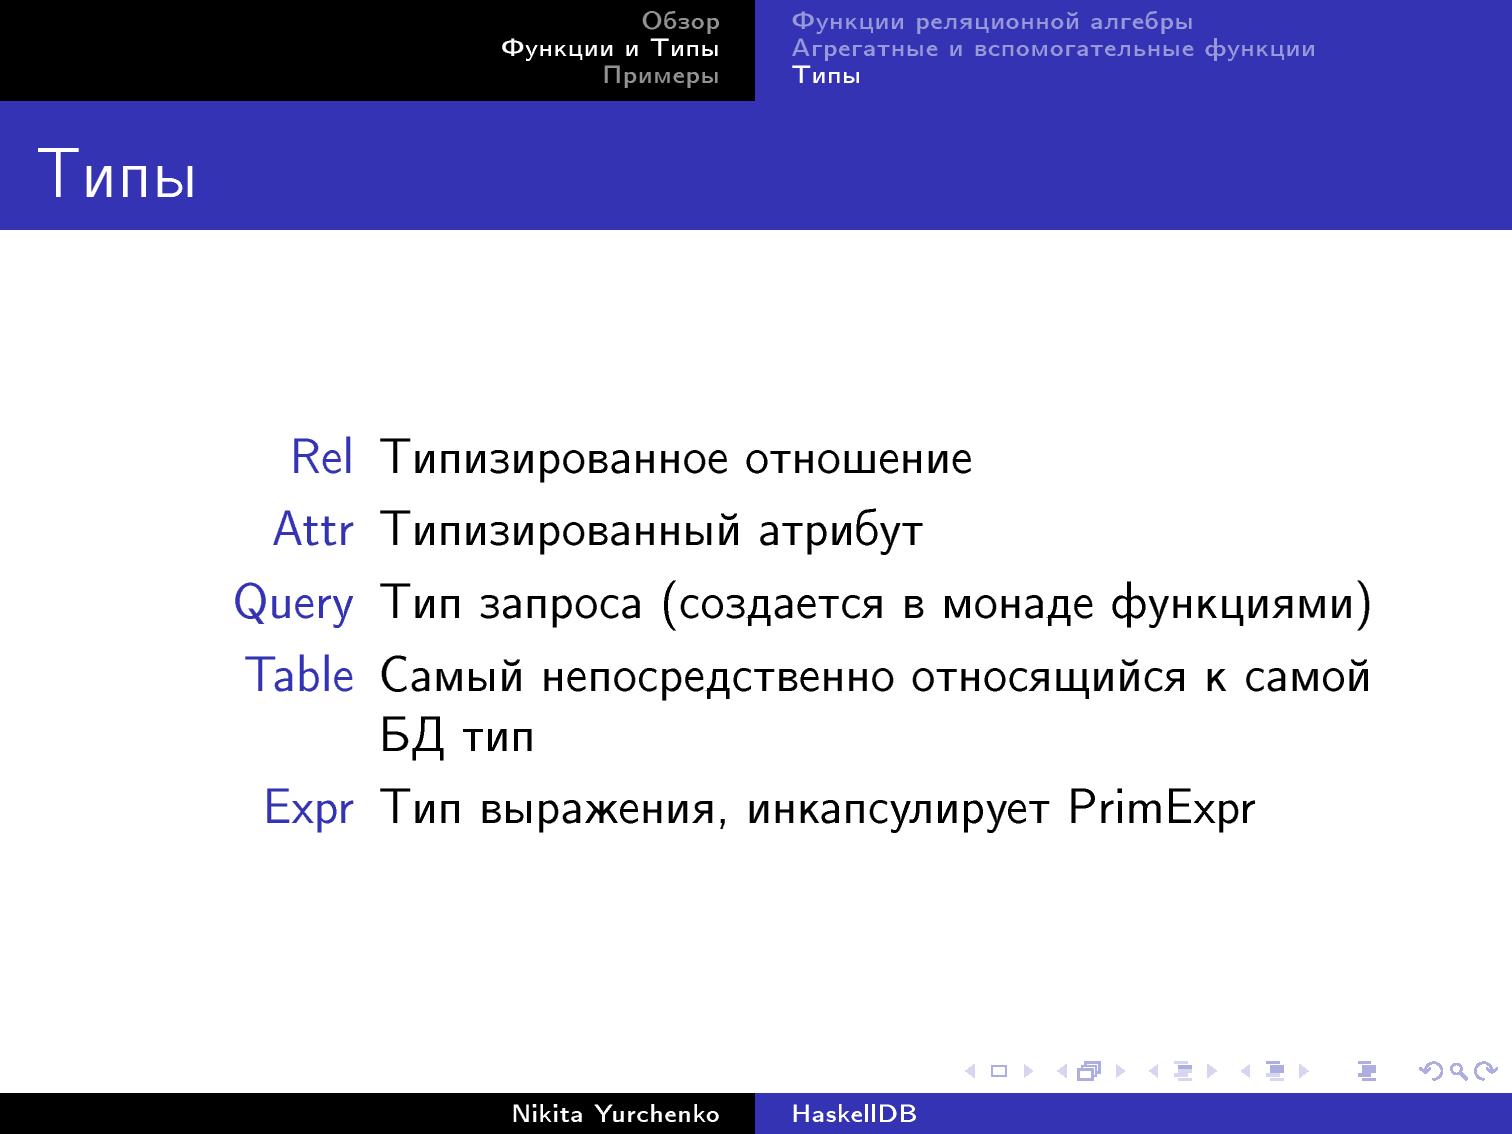 Обзор
Функции и Типы
Примеры
Функции реляционной алгебры
Агрегатные и вспомогательные функции
Типы
Типы
Rel Типизированное отношение
Attr Типизированный атрибут
Query Тип запроса (создается в монаде функциями)
Table Самый непосредственно относящийся к самой
БД тип
Expr Тип выражения, инкапсулирует PrimExpr
Nikita Yurchenko
HaskellDB